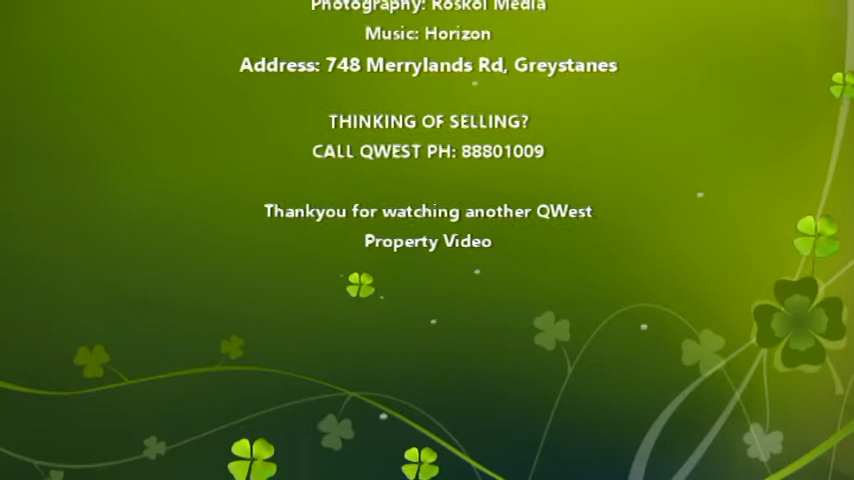 Photography: Roskol Media
Music: Horizon
Address: 748 Merrylands Rd, Greystanes
THINKING OF SELLING?
CALL QWEST PH: 88801009
Thankyou for watching another QWest
Property Video